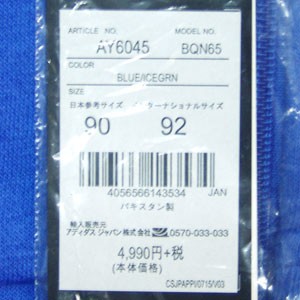 ARTICLE NO. MODEL NO.
AY6045 BQN65
COLOR
BLUE/ICEGRN
SIZE
日本参考サイズ インターナショナルサイズ
90 92
4056566143534 JAN
パキスタン製
輸入販売元
アディダス ジャパン株式会社 0570-033-033
4,990円+税
(本体価格)
CSJPAPPI/0715/V03